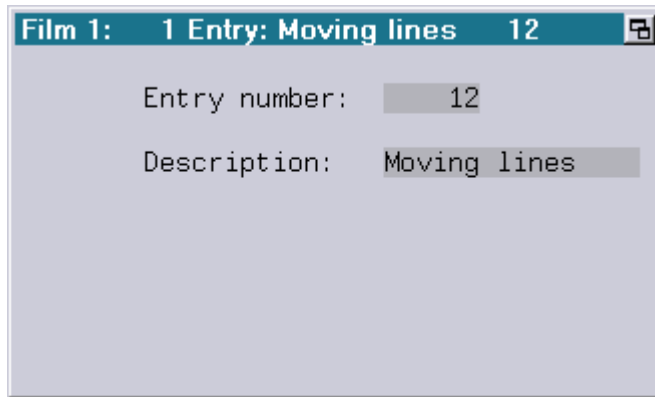 Film 1: 1 Entry: Moving lines 12
Entry number: 12
Description: Moving lines